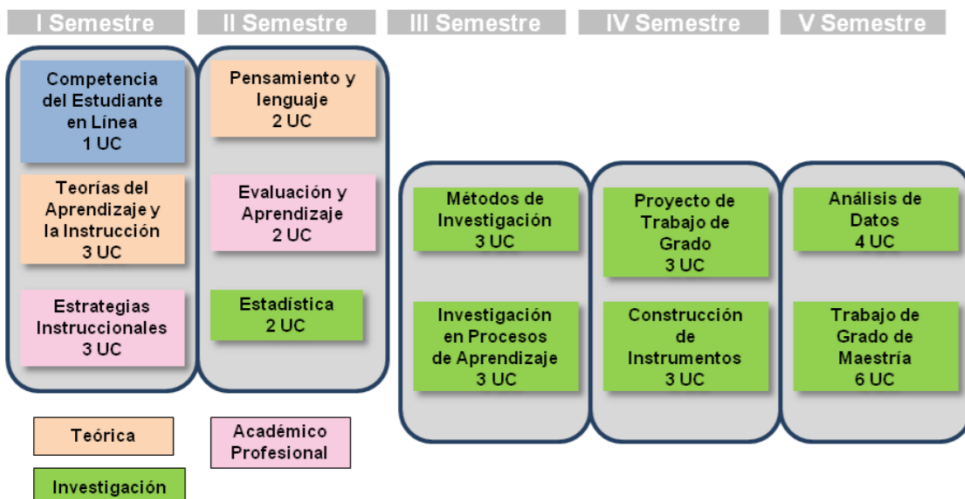 I Semestre
II Semestre
III Semestre
IV Semestre
V Semestre
Competencia
del Estudiante
en Línea
1 UC
Teorías del
Aprendizaje y
la Instrucción
3 UC
Estrategias
Instruccionales
3 UC
Pensamiento y
lenguaje
2 UC
Evaluación y
Aprendizaje
2 UC
Estadística
2 UC
Métodos de
Investigación
3 UC
Investigación
en Procesos
de Aprendizaje
3 UC
Proyecto de
Trabajo de
Grado
3 UC
Construcción
de
Instrumentos
3 UC
Análisis de
Datos
4 UC
Trabajo de
Grado de
Maestría
6 UC
Teórica
Académico
Profesional
Investigación